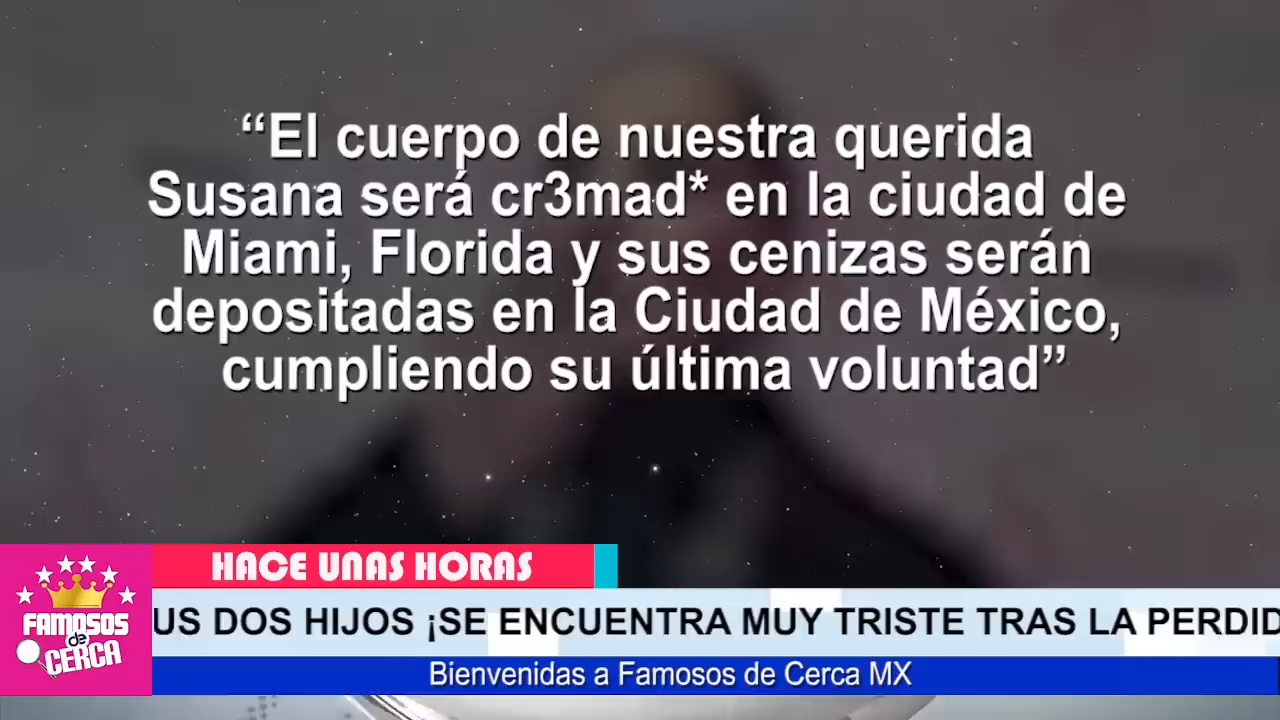 “El cuerpo de nuestra querida
Susana será cr3mad* en la ciudad de
Miami, Florida y sus cenizas serán
depositadas en la Ciudad de México,
cumpliendo su última voluntad”
HACE UNAS HORAS
US DOS HIJOS ¡SE ENCUENTRA MUY TRISTE TRAS LA PERDID
FAMOSOS
de
CERCA
Bienvenidas a Famosos de Cerca MX